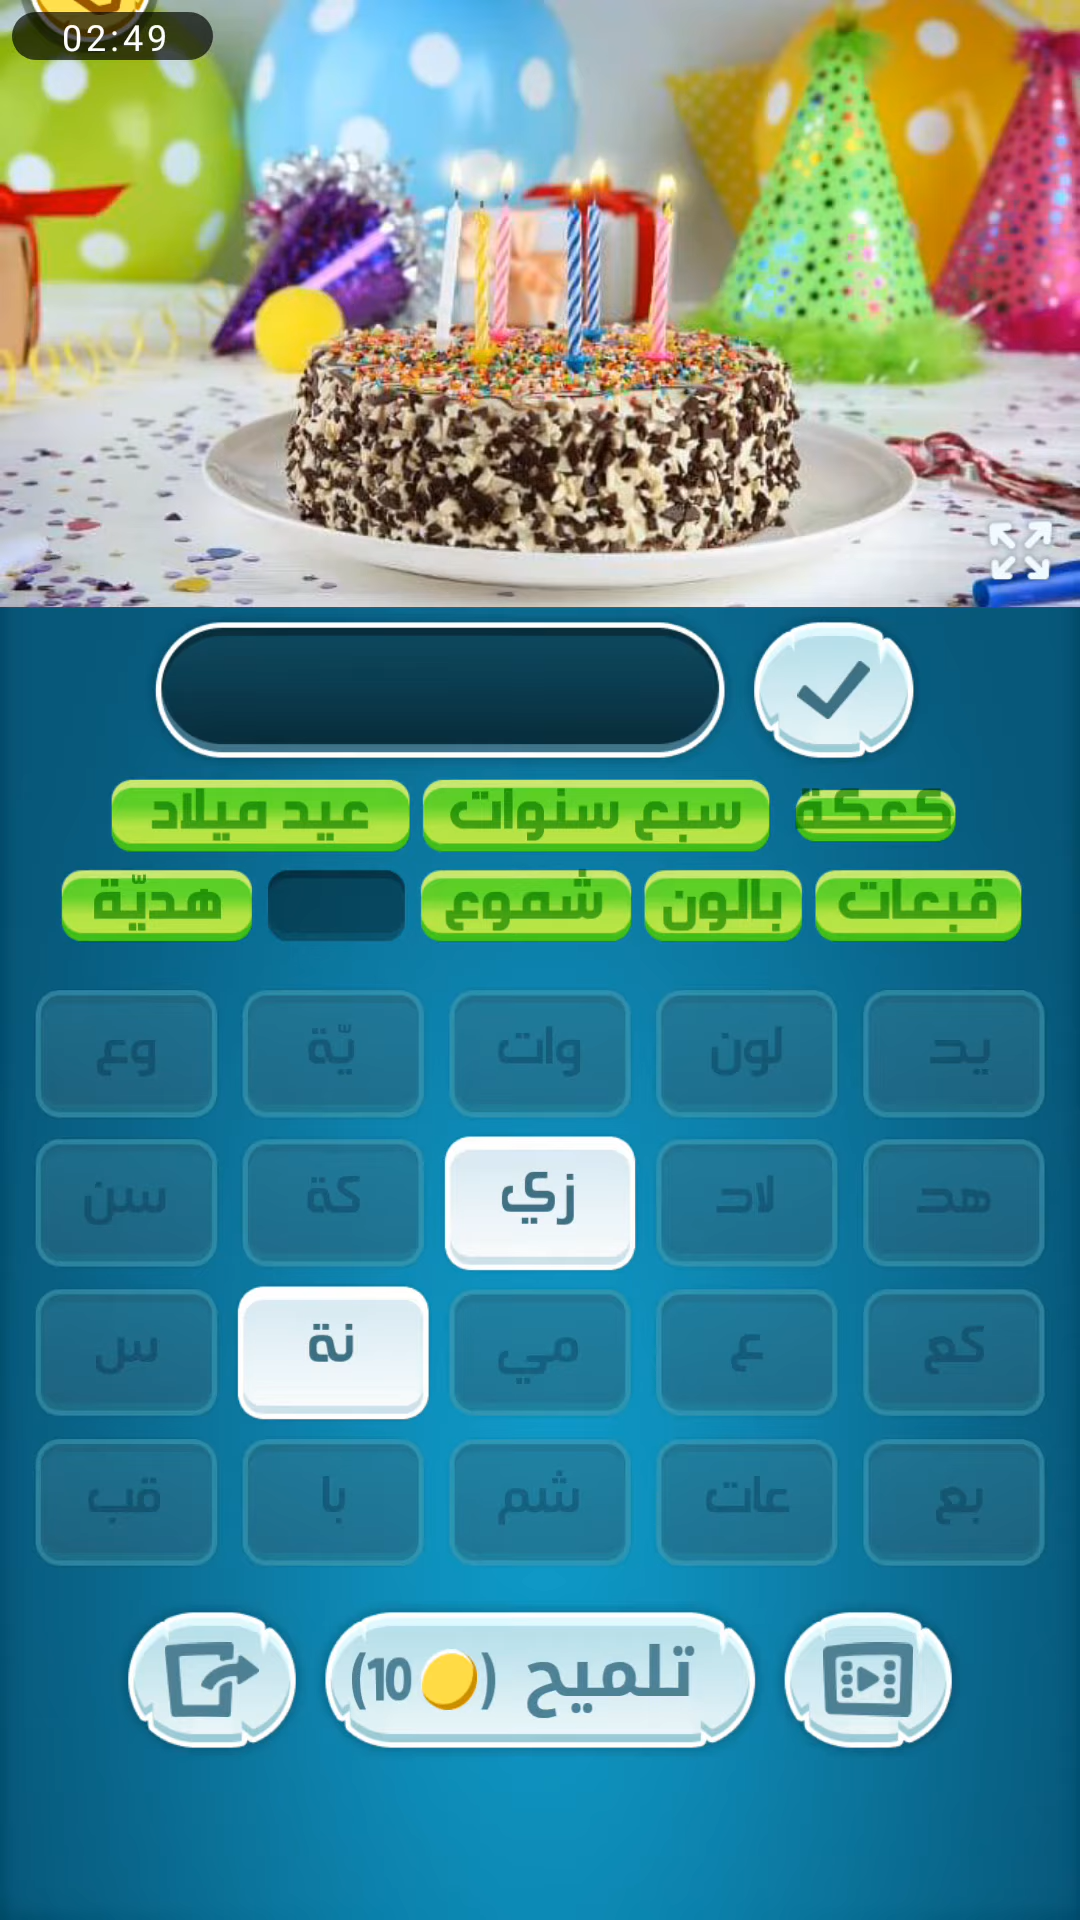 02:49
كعكة سبع سنوات عيد ميلاد
قبعات بالون شموع هديّة
يد لون وات يّة وع
هد لاد زي كة سن
كع ع مي نة س
بع عات شم با قب
تلميح (10)